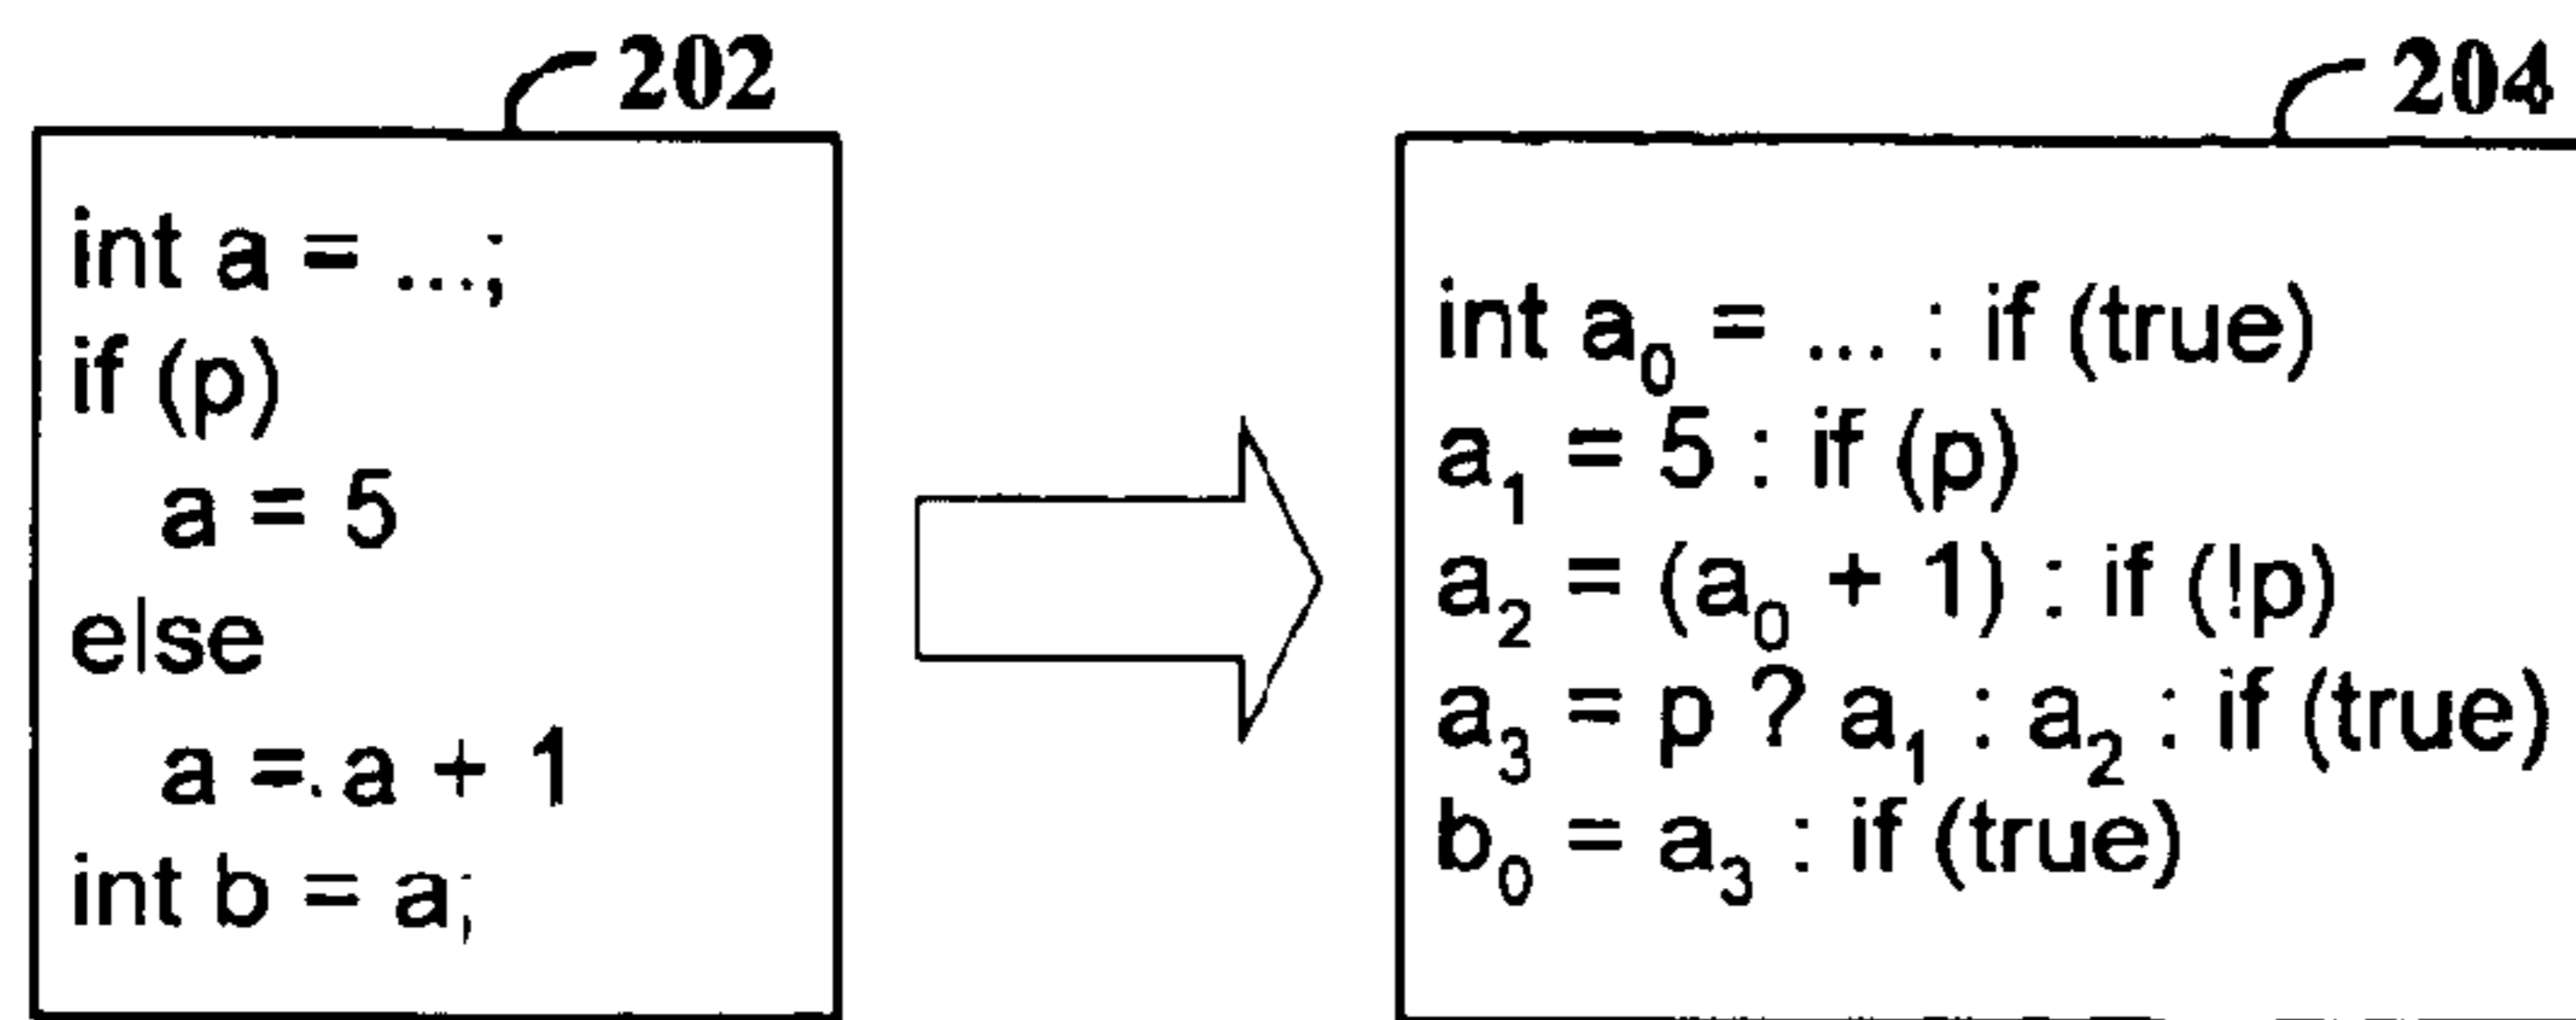 202
int a = ...;
if (p)
a = 5
else
a = a + 1
int b = a;
204
int a₀ = ... : if (true)
a₁ = 5 : if (p)
a₂ = (a₀ + 1) : if (!p)
a₃ = p ? a₁ : a₂ : if (true)
b₀ = a₃ : if (true)